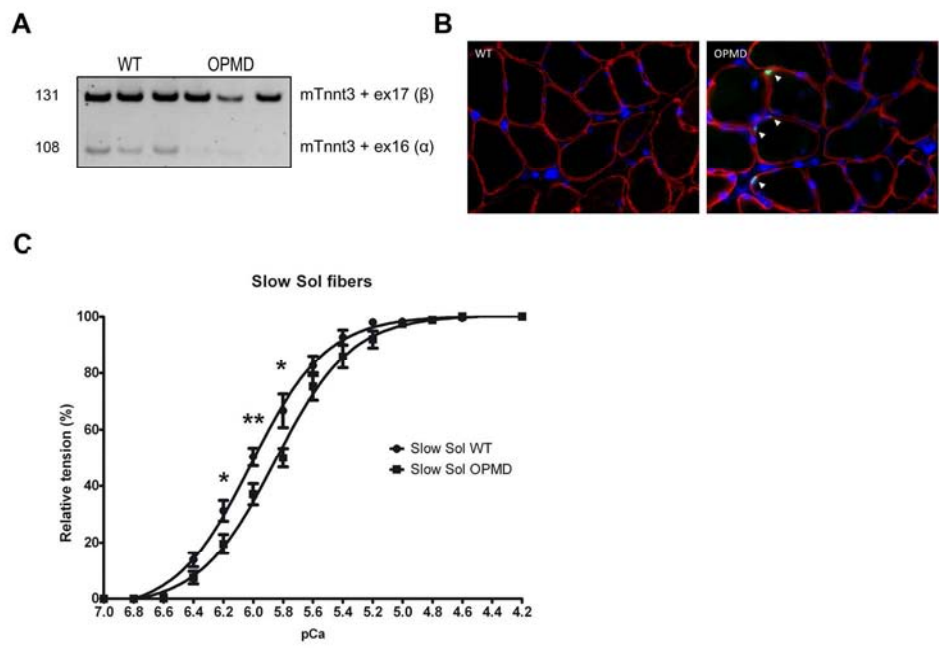 A
WT OPMD
131 mTnnt3 + ex17 (β)
108 mTnnt3 + ex16 (α)
B
WT
OPMD
C
Slow Sol fibers
Relative tension (%)
100
80
60
40
20
0
*
**
*
Slow Sol WT
Slow Sol OPMD
7.0 6.8 6.6 6.4 6.2 6.0 5.8 5.6 5.4 5.2 5.0 4.8 4.6 4.4 4.2
pCa